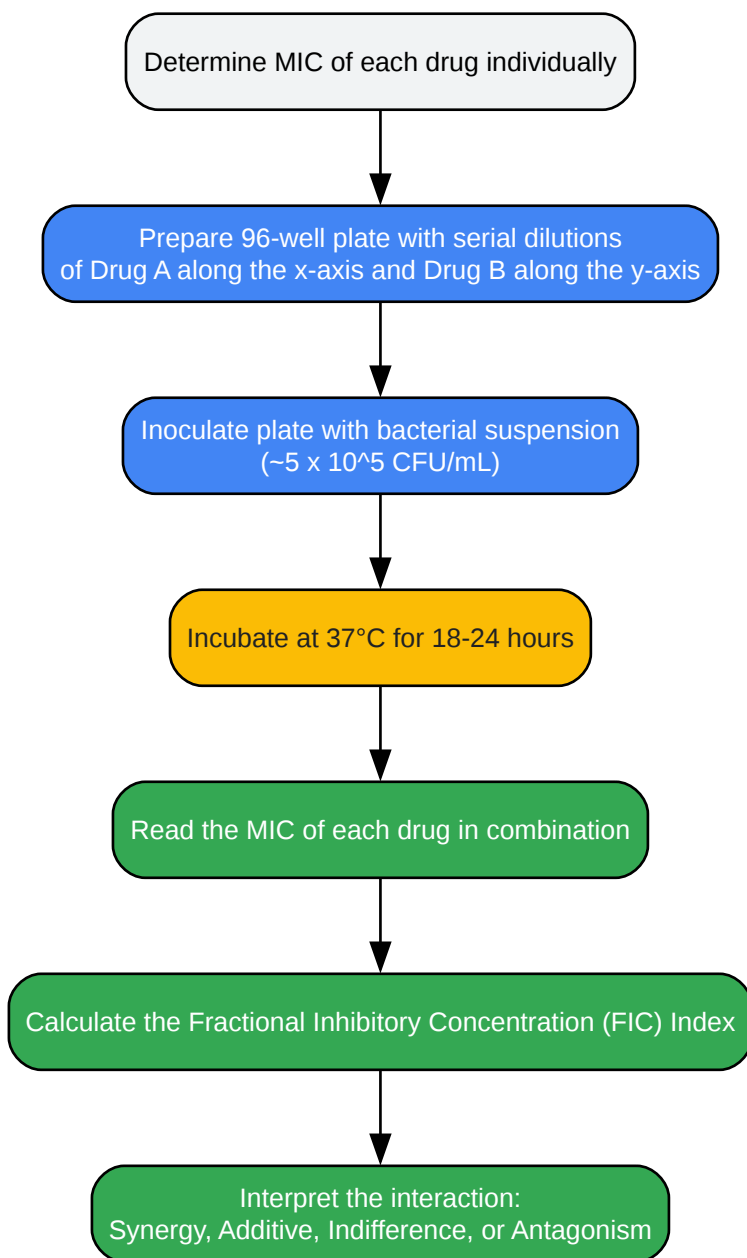 Determine MIC of each drug individually
Prepare 96-well plate with serial dilutions
of Drug A along the x-axis and Drug B along the y-axis
Inoculate plate with bacterial suspension
(~5 x 10^5 CFU/mL)
Incubate at 37°C for 18-24 hours
Read the MIC of each drug in combination
Calculate the Fractional Inhibitory Concentration (FIC) Index
Interpret the interaction:
Synergy, Additive, Indifference, or Antagonism